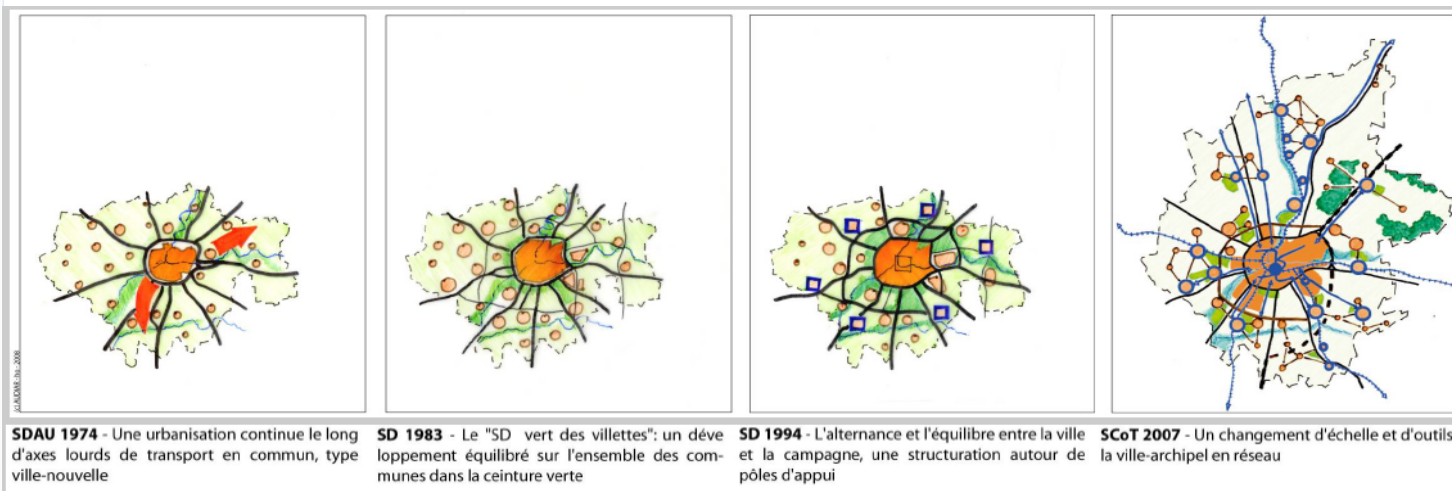 (c) AUDIAR - hq - 2008
SDAU 1974 - Une urbanisation continue le long
d'axes lourds de transport en commun, type
ville-nouvelle
SD 1983 - Le "SD vert des villettes": un déve
loppement équilibré sur l'ensemble des com-
munes dans la ceinture verte
SD 1994 - L'alternance et l'équilibre entre la ville
et la campagne, une structuration autour de
pôles d'appui
SCoT 2007 - Un changement d'échelle et d'outils
la ville-archipel en réseau